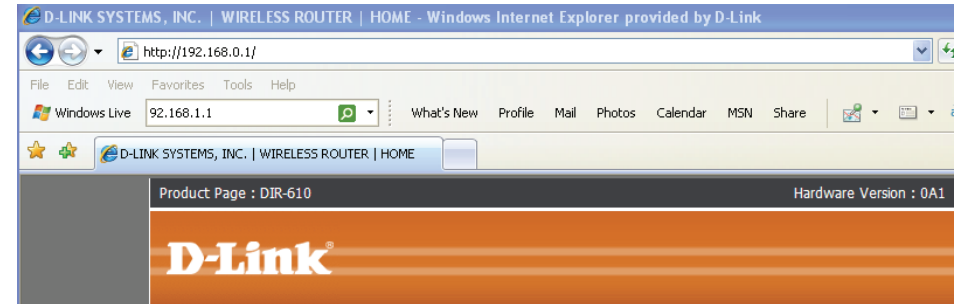 D-LINK SYSTEMS, INC. | WIRELESS ROUTER | HOME - Windows Internet Explorer provided by D-Link
http://192.168.0.1/
File Edit View Favorites Tools Help
Windows Live 92.168.1.1 What's New Profile Mail Photos Calendar MSN Share
D-LINK SYSTEMS, INC. | WIRELESS ROUTER | HOME
Product Page : DIR-610 Hardware Version : 0A1
D-Link®